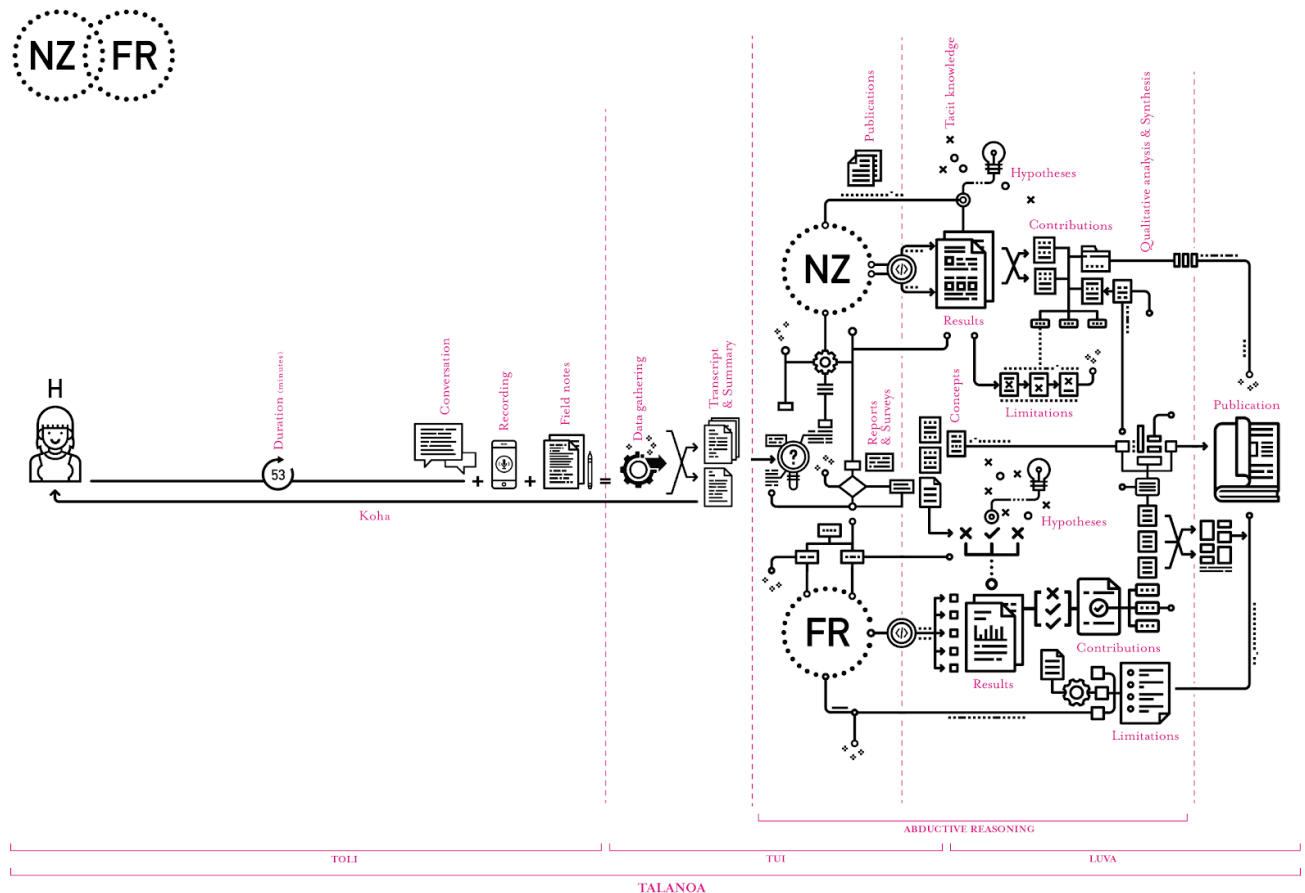 NZ FR
Tacit knowledge
Publications
Qualitative analysis & Synthesis
Hypotheses
Contributions
NZ
</>
Results
H
Duration (minutes)
53
Conversation
Recording
Field notes
Data gathering
Transcript
& Summary
Reports
& Surveys
Concepts
Limitations
Publication
+
+
=
?
Koha
Hypotheses
FR
</>
Results
Contributions
Limitations
ABDUCTIVE REASONING
TOLI
TUI
LUVA
TALANOA